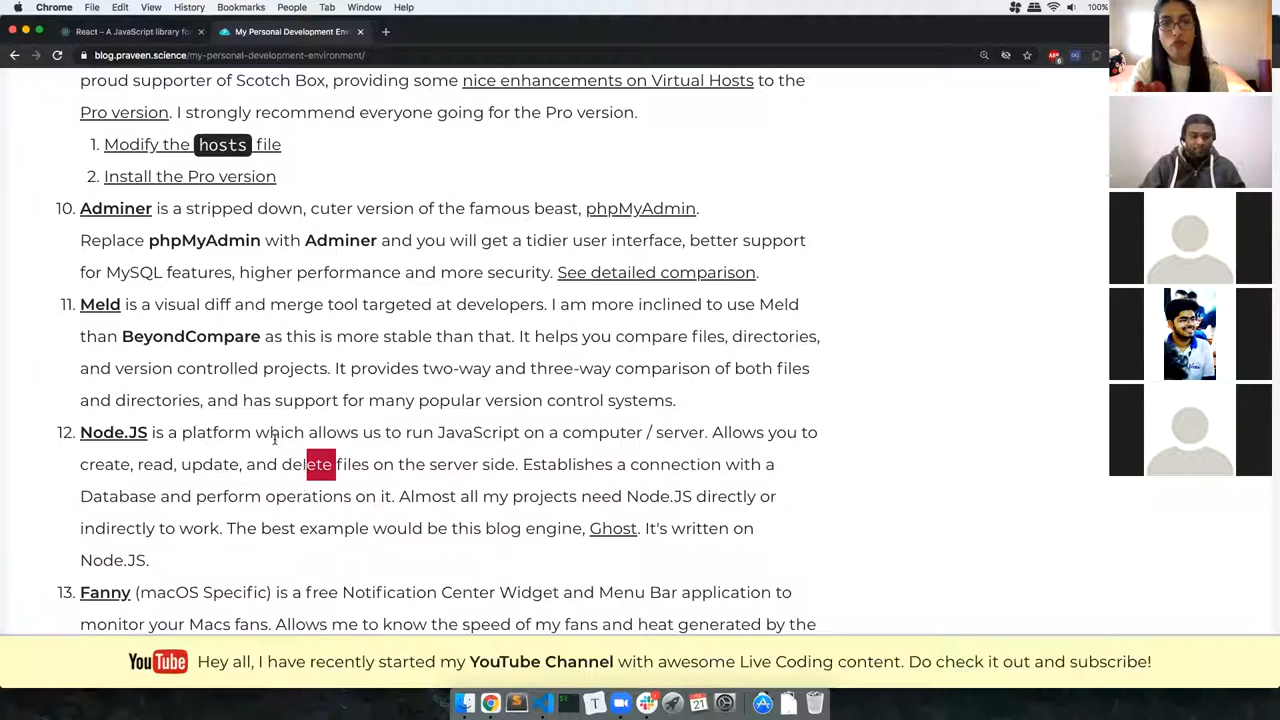 Chrome File Edit View History Bookmarks People Tab Window Help 100%
React – A JavaScript library for
My Personal Development Env
blog.praveen.science/my-personal-development-environment/
proud supporter of Scotch Box, providing some nice enhancements on Virtual Hosts to the
Pro version. I strongly recommend everyone going for the Pro version.
1. Modify the hosts file
2. Install the Pro version
10. Adminer is a stripped down, cuter version of the famous beast, phpMyAdmin.
Replace phpMyAdmin with Adminer and you will get a tidier user interface, better support
for MySQL features, higher performance and more security. See detailed comparison.
11. Meld is a visual diff and merge tool targeted at developers. I am more inclined to use Meld
than BeyondCompare as this is more stable than that. It helps you compare files, directories,
and version controlled projects. It provides two-way and three-way comparison of both files
and directories, and has support for many popular version control systems.
12. Node.JS is a platform which allows us to run JavaScript on a computer / server. Allows you to
create, read, update, and delete files on the server side. Establishes a connection with a
Database and perform operations on it. Almost all my projects need Node.JS directly or
indirectly to work. The best example would be this blog engine, Ghost. It's written on
Node.JS.
13. Fanny (macOS Specific) is a free Notification Center Widget and Menu Bar application to
monitor your Macs fans. Allows me to know the speed of my fans and heat generated by the
YouTube Hey all, I have recently started my YouTube Channel with awesome Live Coding content. Do check it out and subscribe!